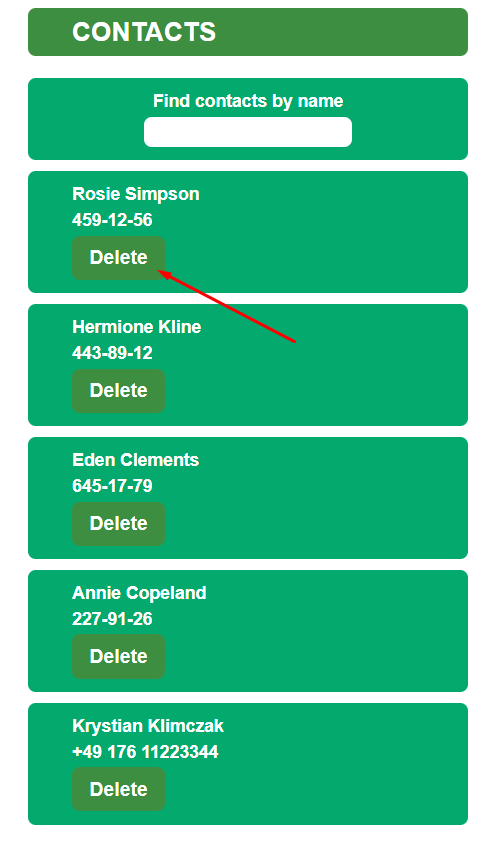 CONTACTS
Find contacts by name
Rosie Simpson
459-12-56
Delete
Hermione Kline
443-89-12
Delete
Eden Clements
645-17-79
Delete
Annie Copeland
227-91-26
Delete
Krystian Klimczak
+49 176 11223344
Delete